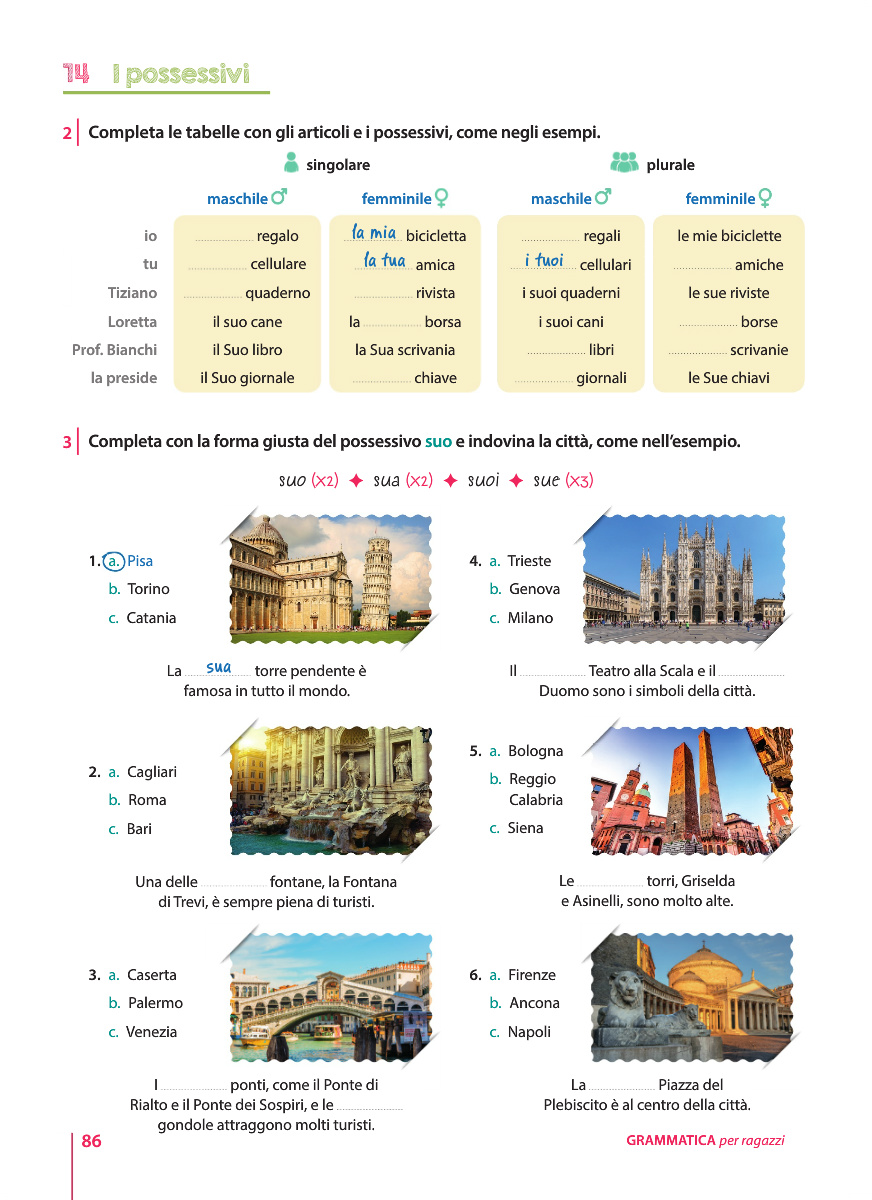 14 I possessivi
2 Completa le tabelle con gli articoli e i possessivi, come negli esempi.
singolare plurale
maschile femminile maschile femminile
io .................... regalo la mia bicicletta .................... regali le mie biciclette
tu .................... cellulare la tua amica i tuoi cellulari .................... amiche
Tiziano .................... quaderno .................... rivista i suoi quaderni le sue riviste
Loretta il suo cane la .................... borsa i suoi cani .................... borse
Prof. Bianchi il Suo libro la Sua scrivania .................... libri .................... scrivanie
la preside il Suo giornale .................... chiave .................... giornali le Sue chiavi
3 Completa con la forma giusta del possessivo suo e indovina la città, come nell'esempio.
suo (x2) ✦ sua (x2) ✦ suoi ✦ sue (x3)
1. a. Pisa
b. Torino
c. Catania
La sua torre pendente è
famosa in tutto il mondo.
2. a. Cagliari
b. Roma
c. Bari
Una delle .................... fontane, la Fontana
di Trevi, è sempre piena di turisti.
3. a. Caserta
b. Palermo
c. Venezia
I .................... ponti, come il Ponte di
Rialto e il Ponte dei Sospiri, e le ....................
gondole attraggono molti turisti.
4. a. Trieste
b. Genova
c. Milano
Il .................... Teatro alla Scala e il ....................
Duomo sono i simboli della città.
5. a. Bologna
b. Reggio
Calabria
c. Siena
Le .................... torri, Griselda
e Asinelli, sono molto alte.
6. a. Firenze
b. Ancona
c. Napoli
La .................... Piazza del
Plebiscito è al centro della città.
86
GRAMMATICA per ragazzi